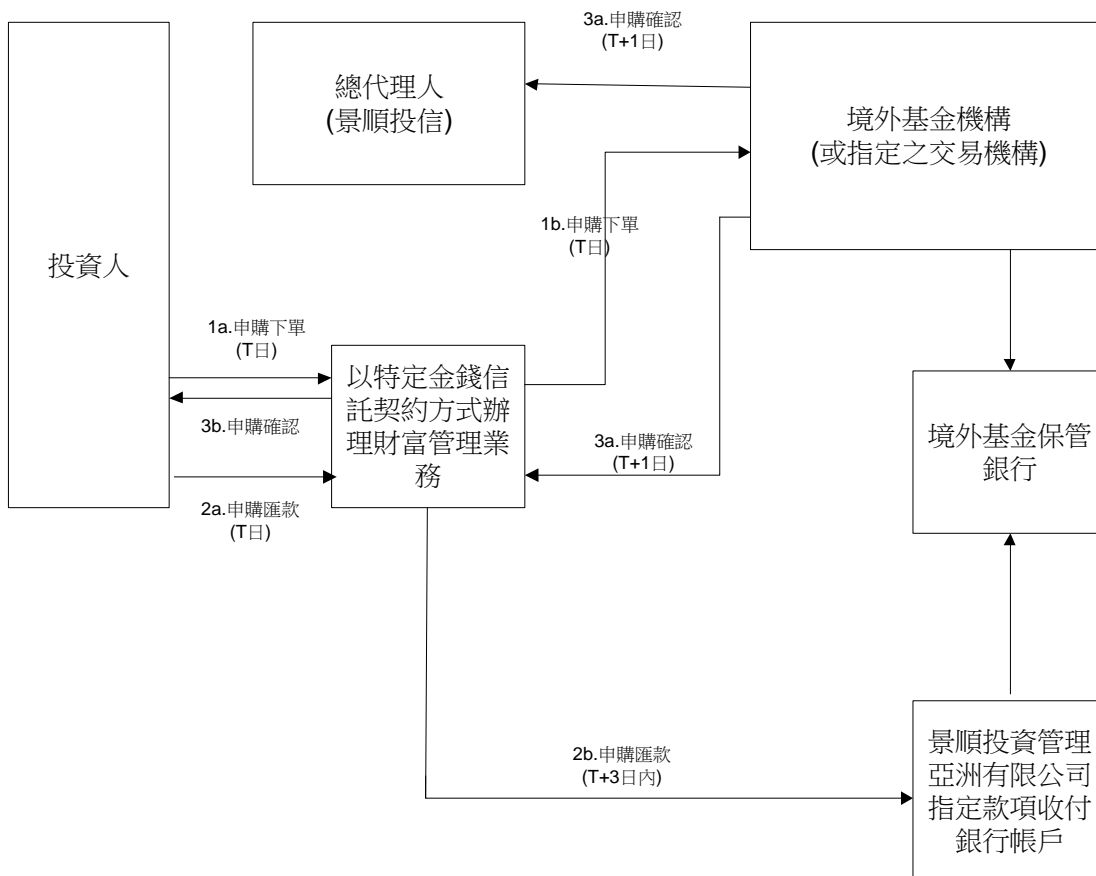 3a.申購確認
(T+1日)
總代理人
(景順投信)
境外基金機構
(或指定之交易機構)
1b.申購下單
(T日)
投資人
1a.申購下單
(T日)
以特定金錢信
託契約方式辦
理財富管理業
務
3b.申購確認
3a.申購確認
(T+1日)
境外基金保管
銀行
2a.申購匯款
(T日)
2b.申購匯款
(T+3日內)
景順投資管理
亞洲有限公司
指定款項收付
銀行帳戶